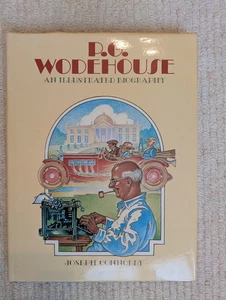 P.G.
WODEHOUSE
AN ILLUSTRATED BIOGRAPHY
JOSEPH CONNOLLY